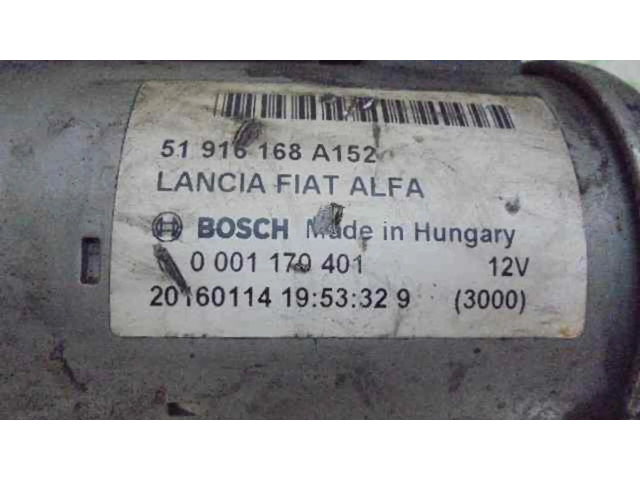 51 916 168 A152
LANCIA FIAT ALFA
BOSCH Made in Hungary
0 001 170 401 12V
20160114 19:53:32 9 (3000)